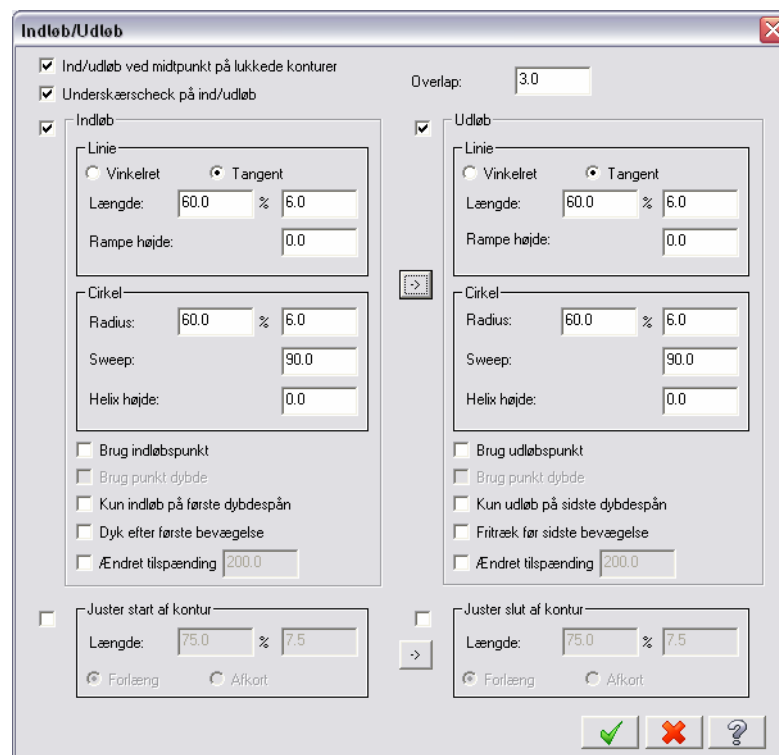 Indløb/Udløb
Ind/udløb ved midtpunkt på lukkede konturer
Underskærscheck på ind/udløb
Overlap: 3.0
Indløb
Linie
Vinkelret Tangent
Længde: 60.0 % 6.0
Rampe højde: 0.0
Cirkel
Radius: 60.0 % 6.0
Sweep: 90.0
Helix højde: 0.0
Brug indløbspunkt
Brug punkt dybde
Kun indløb på første dybdespån
Dyk efter første bevægelse
Ændret tilspænding 200.0
Juster start af kontur
Længde: 75.0 % 7.5
Forlæng Afkort
->
->
Udløb
Linie
Vinkelret Tangent
Længde: 60.0 % 6.0
Rampe højde: 0.0
Cirkel
Radius: 60.0 % 6.0
Sweep: 90.0
Helix højde: 0.0
Brug udløbspunkt
Brug punkt dybde
Kun udløb på sidste dybdespån
Fritræk før sidste bevægelse
Ændret tilspænding 200.0
Juster slut af kontur
Længde: 75.0 % 7.5
Forlæng Afkort
?